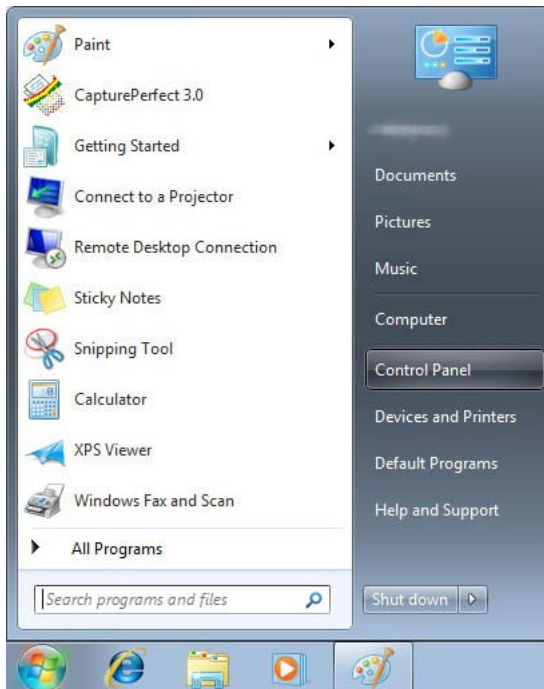 Paint
CapturePerfect 3.0
Getting Started
Connect to a Projector
Remote Desktop Connection
Sticky Notes
Snipping Tool
Calculator
XPS Viewer
Windows Fax and Scan
All Programs
Search programs and files
Documents
Pictures
Music
Computer
Control Panel
Devices and Printers
Default Programs
Help and Support
Shut down